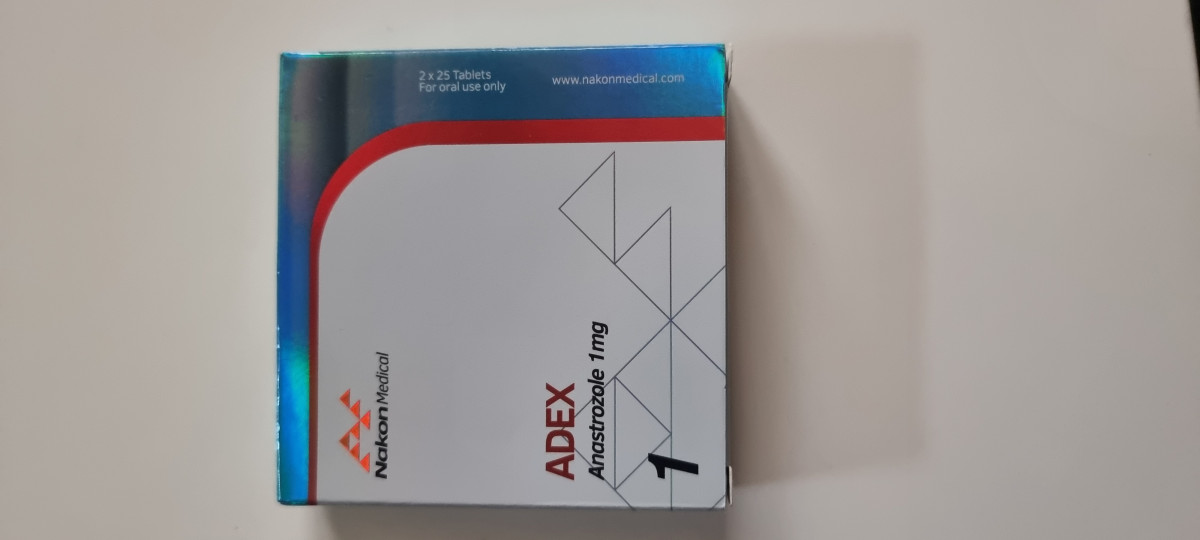 2 x 25 Tablets
For oral use only
www.nakonmedical.com
Nakon Medical
ADEX
Anastrozole 1mg
1